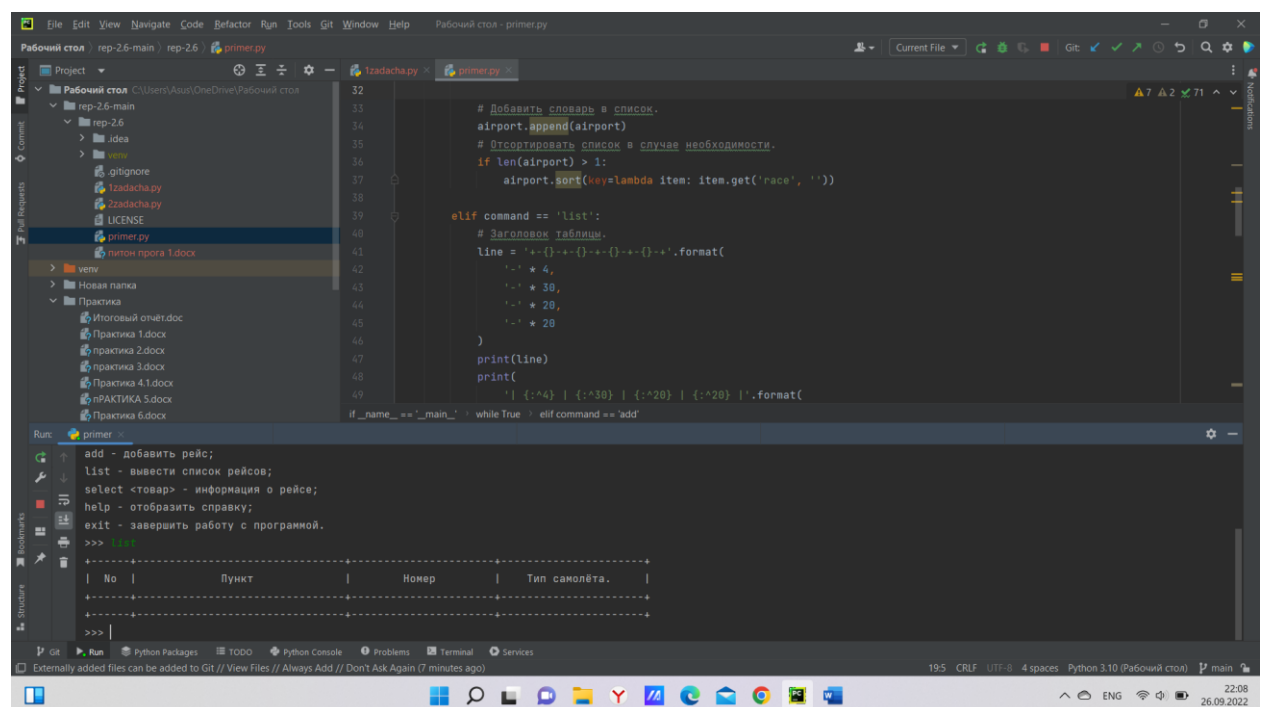 File Edit View Navigate Code Refactor Run Tools Git Window Help Рабочий стол - primer.py
Рабочий стол rep-2.6-main rep-2.6 primer.py Current File Git:
Project 1zadacha.py primer.py
Рабочий стол C:\Users\Asus\OneDrive\Рабочий стол
rep-2.6-main
rep-2.6
.idea
venv
.gitignore
1zadacha.py
2zadacha.py
LICENSE
primer.py
питон прога 1.docx
venv
Новая папка
Практика
Итоговый отчёт.doc
Практика 1.docx
практика 2.docx
практика 3.docx
Практика 4.1.docx
пРАКТИКА 5.docx
Практика 6.docx
Project
Commit
Pull Requests
Bookmarks
Structure
Notifications
7 2 71
32
33 # Добавить словарь в список.
34 airport.append(airport)
35 # Отсортировать список в случае необходимости.
36 if len(airport) > 1:
37 airport.sort(key=lambda item: item.get('race', ''))
38
39 elif command == 'list':
40 # Заголовок таблицы.
41 line = '+-{}-+-{}-+-{}-+-{}-+'.format(
42 '-' * 4,
43 '-' * 30,
44 '-' * 20,
45 '-' * 20
46 )
47 print(line)
48 print(
49 '| {:^4} | {:^30} | {:^20} | {:^20} |'.format(
if __name__ == '__main__' while True elif command == 'add'
Run: primer
add - добавить рейс;
list - вывести список рейсов;
select <товар> - информация о рейсе;
help - отобразить справку;
exit - завершить работу с программой.
>>> list
+------+--------------------------------+----------------------+----------------------+
| No | Пункт | Номер | Тип самолёта. |
+------+--------------------------------+----------------------+----------------------+
+------+--------------------------------+----------------------+----------------------+
>>>
Git Run Python Packages TODO Python Console Problems Terminal Services
Externally added files can be added to Git // View Files // Always Add // Don't Ask Again (7 minutes ago) 19:5 CRLF UTF-8 4 spaces Python 3.10 (Рабочий стол) main
ENG 22:08
26.09.2022